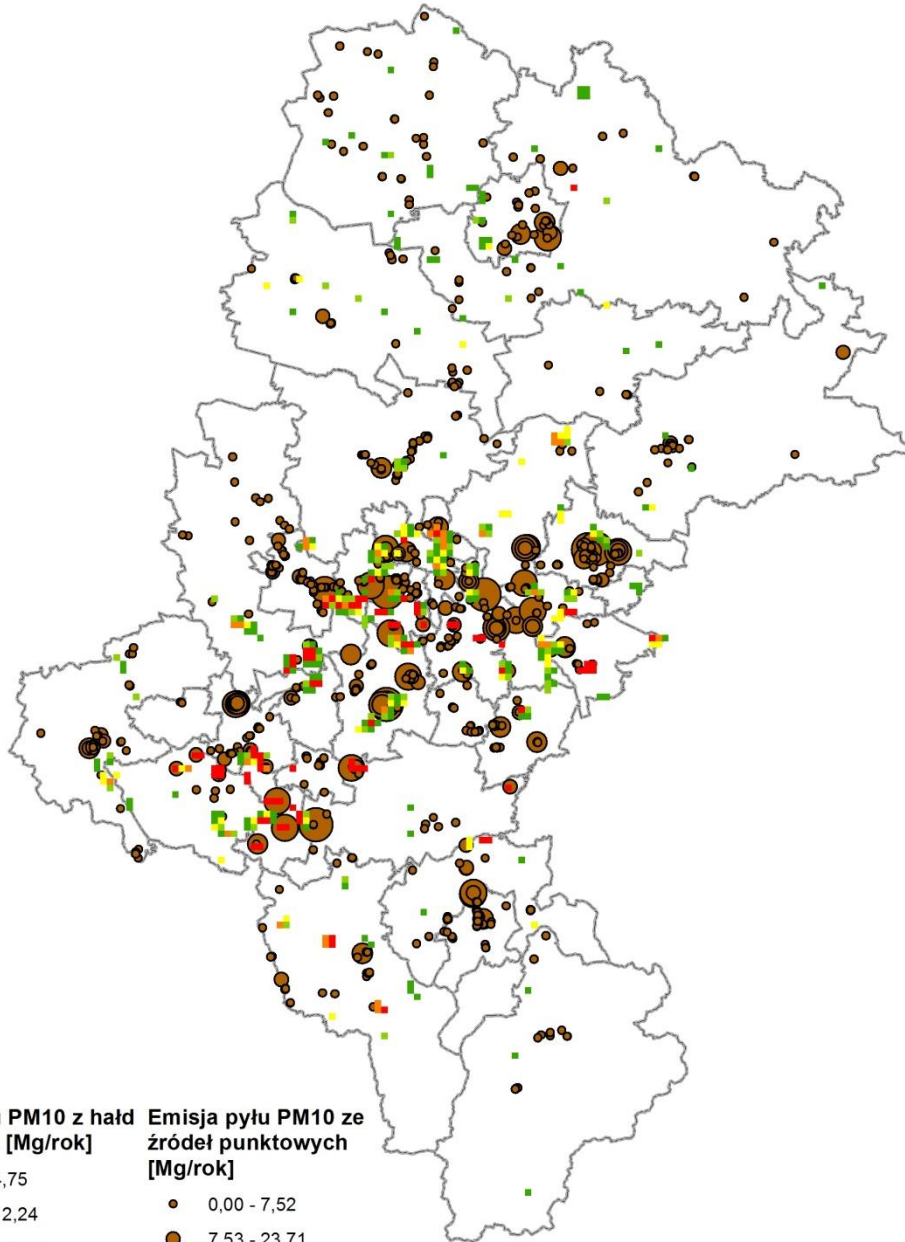 PM10 z hałd
[Mg/rok]
,75
2,24
Emisja pyłu PM10 ze
źródeł punktowych
[Mg/rok]
0,00 - 7,52
7,53 - 23,71